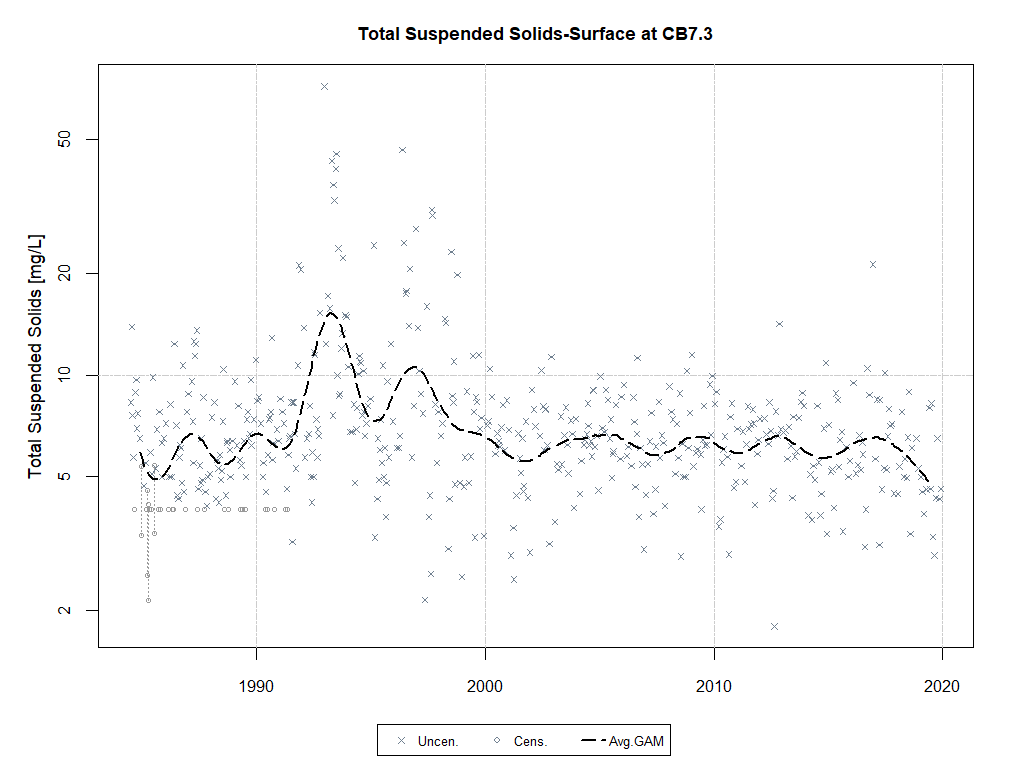 Total Suspended Solids-Surface at CB7.3
Total Suspended Solids [mg/L]
50
20
10
5
2
1990 2000 2010 2020
Uncen. Cens. Avg.GAM